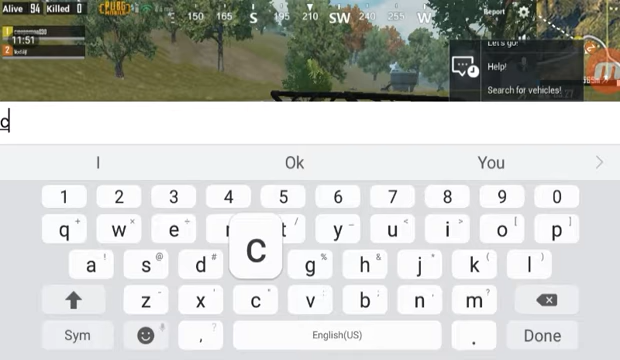 Alive 94 Killed 0
PUBG
11:51
150 165 S 195 210 SW 240 255 W
Report
Let's go!
Help!
Search for vehicles!
c
I Ok You
1 2 3 4 5 6 7 8 9 0
q w e r t / y u i o p
C
a s d g h j k l
z x c v b n m
Sym , English(US) . Done